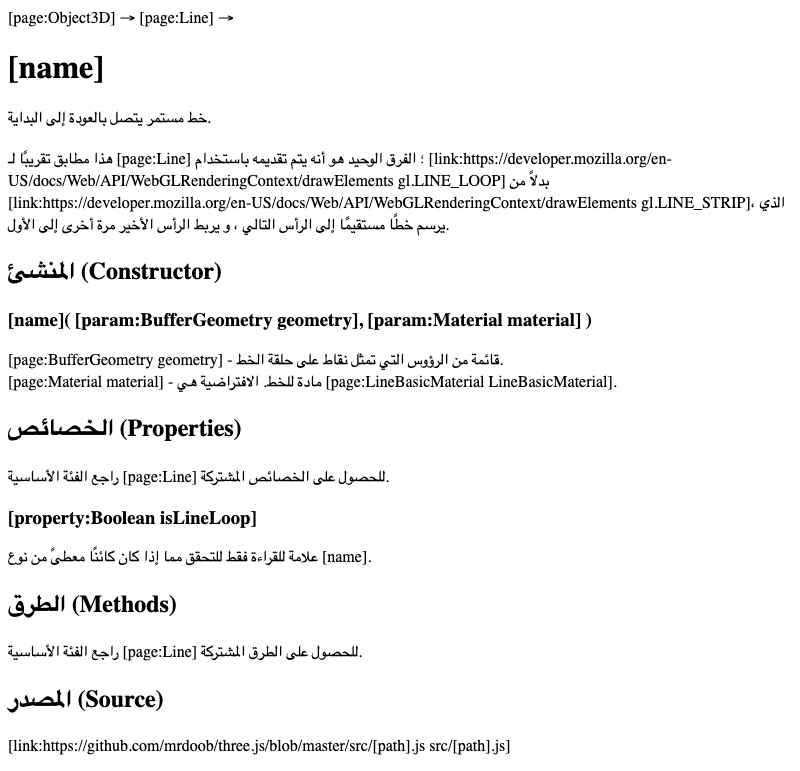 [page:Object3D] → [page:Line] →
[name]
خط مستمر يتصل بالعودة إلى البداية.
هذا مطابق تقريبًا لـ [page:Line] ؛ الفرق الوحيد هو أنه يتم تقديمه باستخدام [link:https://developer.mozilla.org/en-
US/docs/Web/API/WebGLRenderingContext/drawElements gl.LINE_LOOP] بدلاً من
[link:https://developer.mozilla.org/en-US/docs/Web/API/WebGLRenderingContext/drawElements gl.LINE_STRIP]، الذي
يرسم خطًا مستقيمًا إلى الرأس التالي ، و يربط الرأس الأخير مرة أخرى إلى الأول.
المنشئ (Constructor)
[name]( [param:BufferGeometry geometry], [param:Material material] )
[page:BufferGeometry geometry] - قائمة من الرؤوس التي تمثل نقاط على حلقة الخط.
[page:Material material] - مادة للخط. الافتراضية هي [page:LineBasicMaterial LineBasicMaterial].
الخصائص (Properties)
راجع الفئة الأساسية [page:Line] للحصول على الخصائص المشتركة.
[property:Boolean isLineLoop]
علامة للقراءة فقط للتحقق مما إذا كان كائنًا معطىً من نوع [name].
الطرق (Methods)
راجع الفئة الأساسية [page:Line] للحصول على الطرق المشتركة.
المصدر (Source)
[link:https://github.com/mrdoob/three.js/blob/master/src/[path].js src/[path].js]